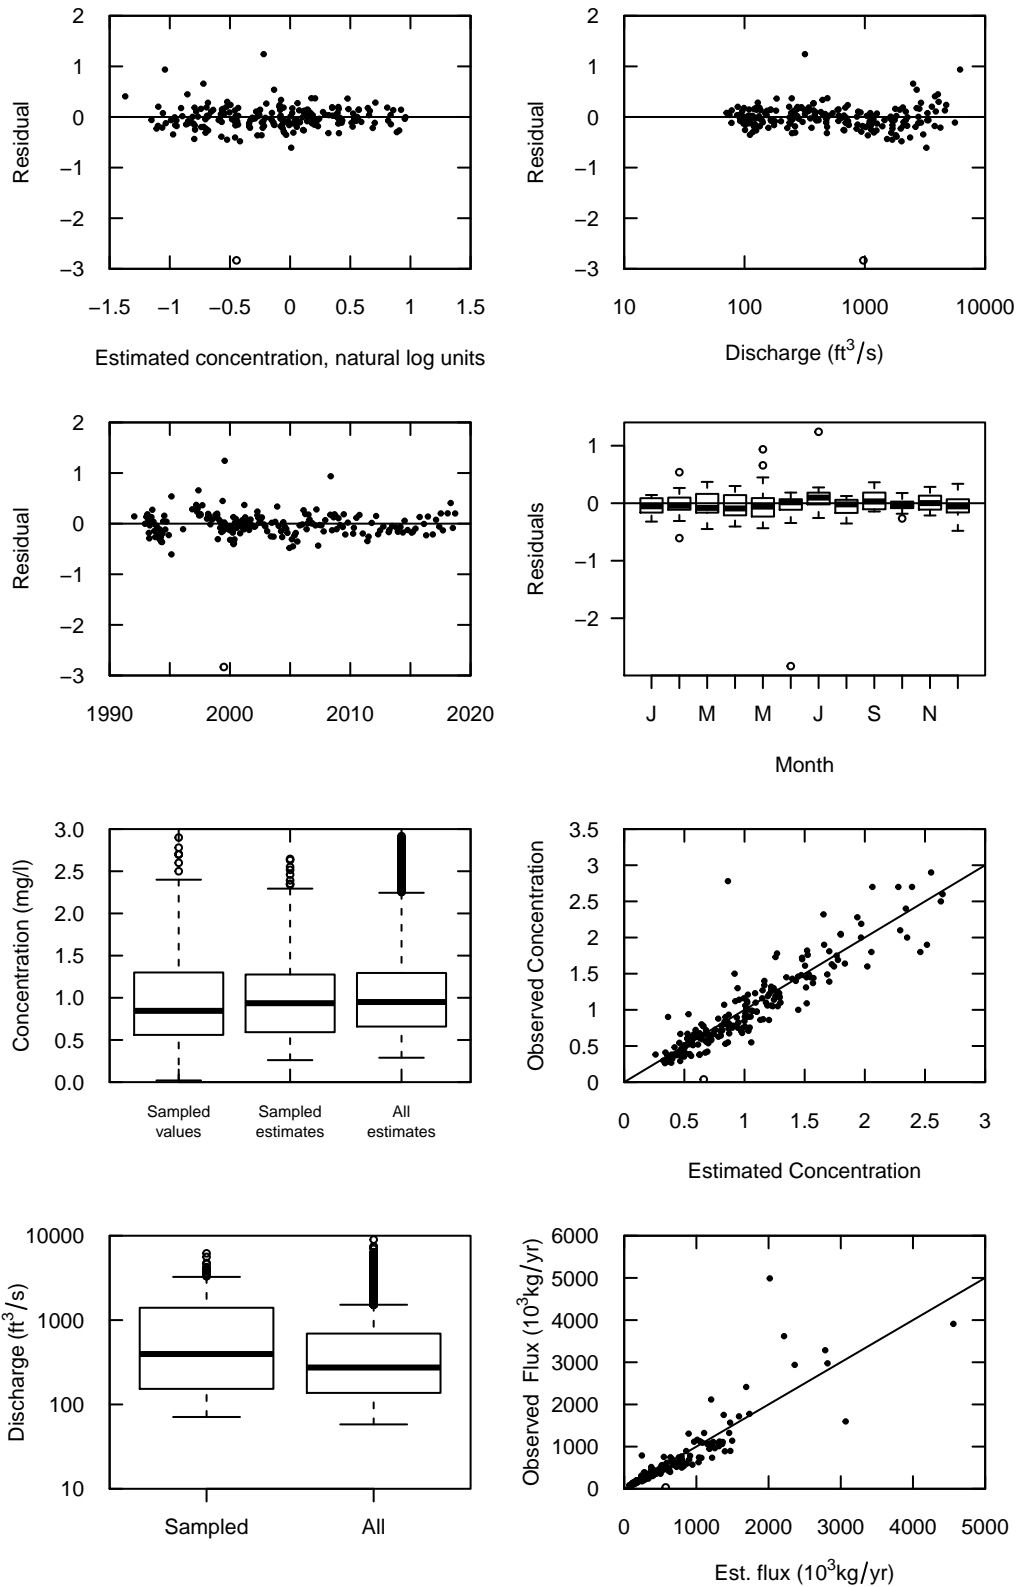 2
1
0
−1
−2
−3
Residual
−1.5 −1 −0.5 0 0.5 1 1.5
Estimated concentration, natural log units
2
1
0
−1
−2
−3
Residual
10 100 1000 10000
Discharge (ft3/s)
2
1
0
−1
−2
−3
Residual
1990 2000 2010 2020
1
0
−1
−2
Residuals
J M M J S N
Month
3.0
2.5
2.0
1.5
1.0
0.5
0.0
Concentration (mg/l)
Sampled values
Sampled estimates
All estimates
3.5
3
2.5
2
1.5
1
0.5
0
Observed Concentration
0 0.5 1 1.5 2 2.5 3
Estimated Concentration
10000
1000
100
10
Discharge (ft3/s)
Sampled All
6000
5000
4000
3000
2000
1000
0
Observed Flux (103kg/yr)
0 1000 2000 3000 4000 5000
Est. flux (103kg/yr)